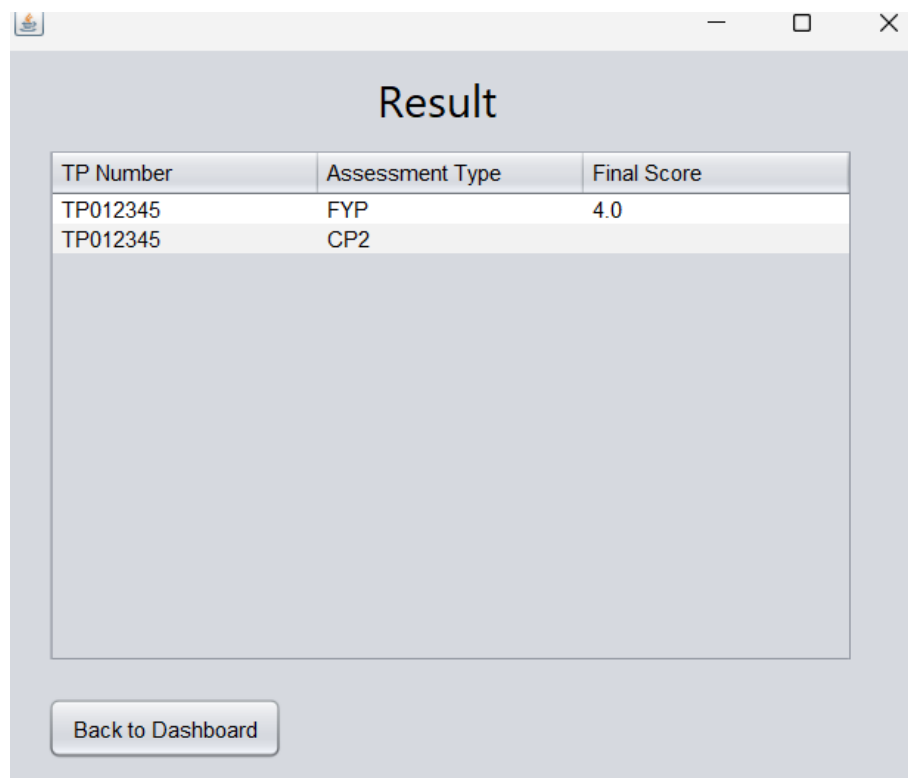 Result
TP Number Assessment Type Final Score
TP012345 FYP 4.0
TP012345 CP2
Back to Dashboard